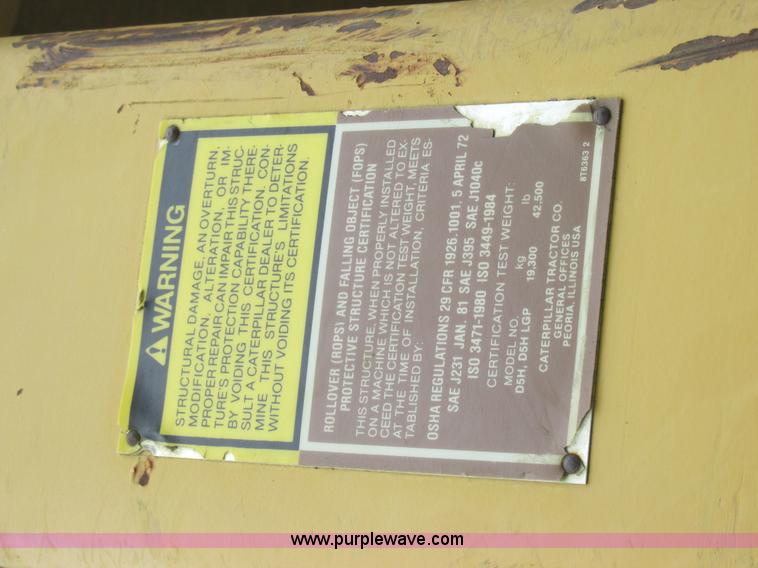 WARNING
STRUCTURAL DAMAGE, AN OVERTURN,
MODIFICATION, ALTERATION, OR IM-
PROPER REPAIR CAN IMPAIR THIS STRUC-
TURE'S PROTECTION CAPABILITY THERE-
BY VOIDING THIS CERTIFICATION. CON-
SULT A CATERPILLAR DEALER TO DETER-
MINE THIS STRUCTURE'S LIMITATIONS
WITHOUT VOIDING ITS CERTIFICATION.
ROLLOVER (ROPS) AND FALLING OBJECT (FOPS)
PROTECTIVE STRUCTURE CERTIFICATION
THIS STRUCTURE, WHEN PROPERLY INSTALLED
ON A MACHINE WHICH IS NOT ALTERED TO EX-
CEED THE CERTIFICATION TEST WEIGHT, MEETS
AT THE TIME OF INSTALLATION, CRITERIA ES-
TABLISHED BY:
OSHA REGULATIONS 29 CFR 1926.1001, 5 APRIL 72
SAE J231 JAN. 81 SAE J395 SAE J1040c
ISO 3471-1980 ISO 3449-1984
CERTIFICATION TEST WEIGHT:
MODEL NO. kg lb
D5H, D5H LGP 19,300 42,500
CATERPILLAR TRACTOR CO.
GENERAL OFFICES
PEORIA, ILLINOIS USA
8T6363 2
www.purplewave.com